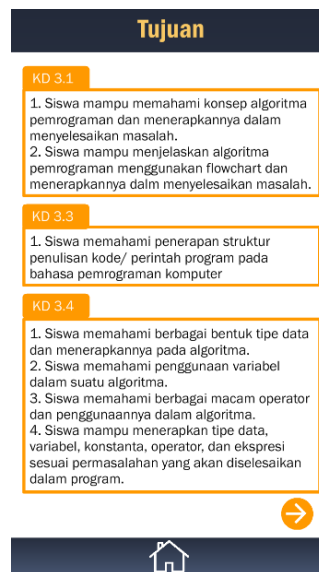 Tujuan
KD 3.1
1. Siswa mampu memahami konsep algoritma
pemrograman dan menerapkannya dalam
menyelesaikan masalah.
2. Siswa mampu menjelaskan algoritma
pemrograman menggunakan flowchart dan
menerapkannya dalm menyelesaikan masalah.
KD 3.3
1. Siswa memahami penerapan struktur
penulisan kode/ perintah program pada
bahasa pemrograman komputer
KD 3.4
1. Siswa memahami berbagai bentuk tipe data
dan menerapkannya pada algoritma.
2. Siswa memahami penggunaan variabel
dalam suatu algoritma.
3. Siswa memahami berbagai macam operator
dan penggunaannya dalam algoritma.
4. Siswa mampu menerapkan tipe data,
variabel, konstanta, operator, dan ekspresi
sesuai permasalahan yang akan diselesaikan
dalam program.